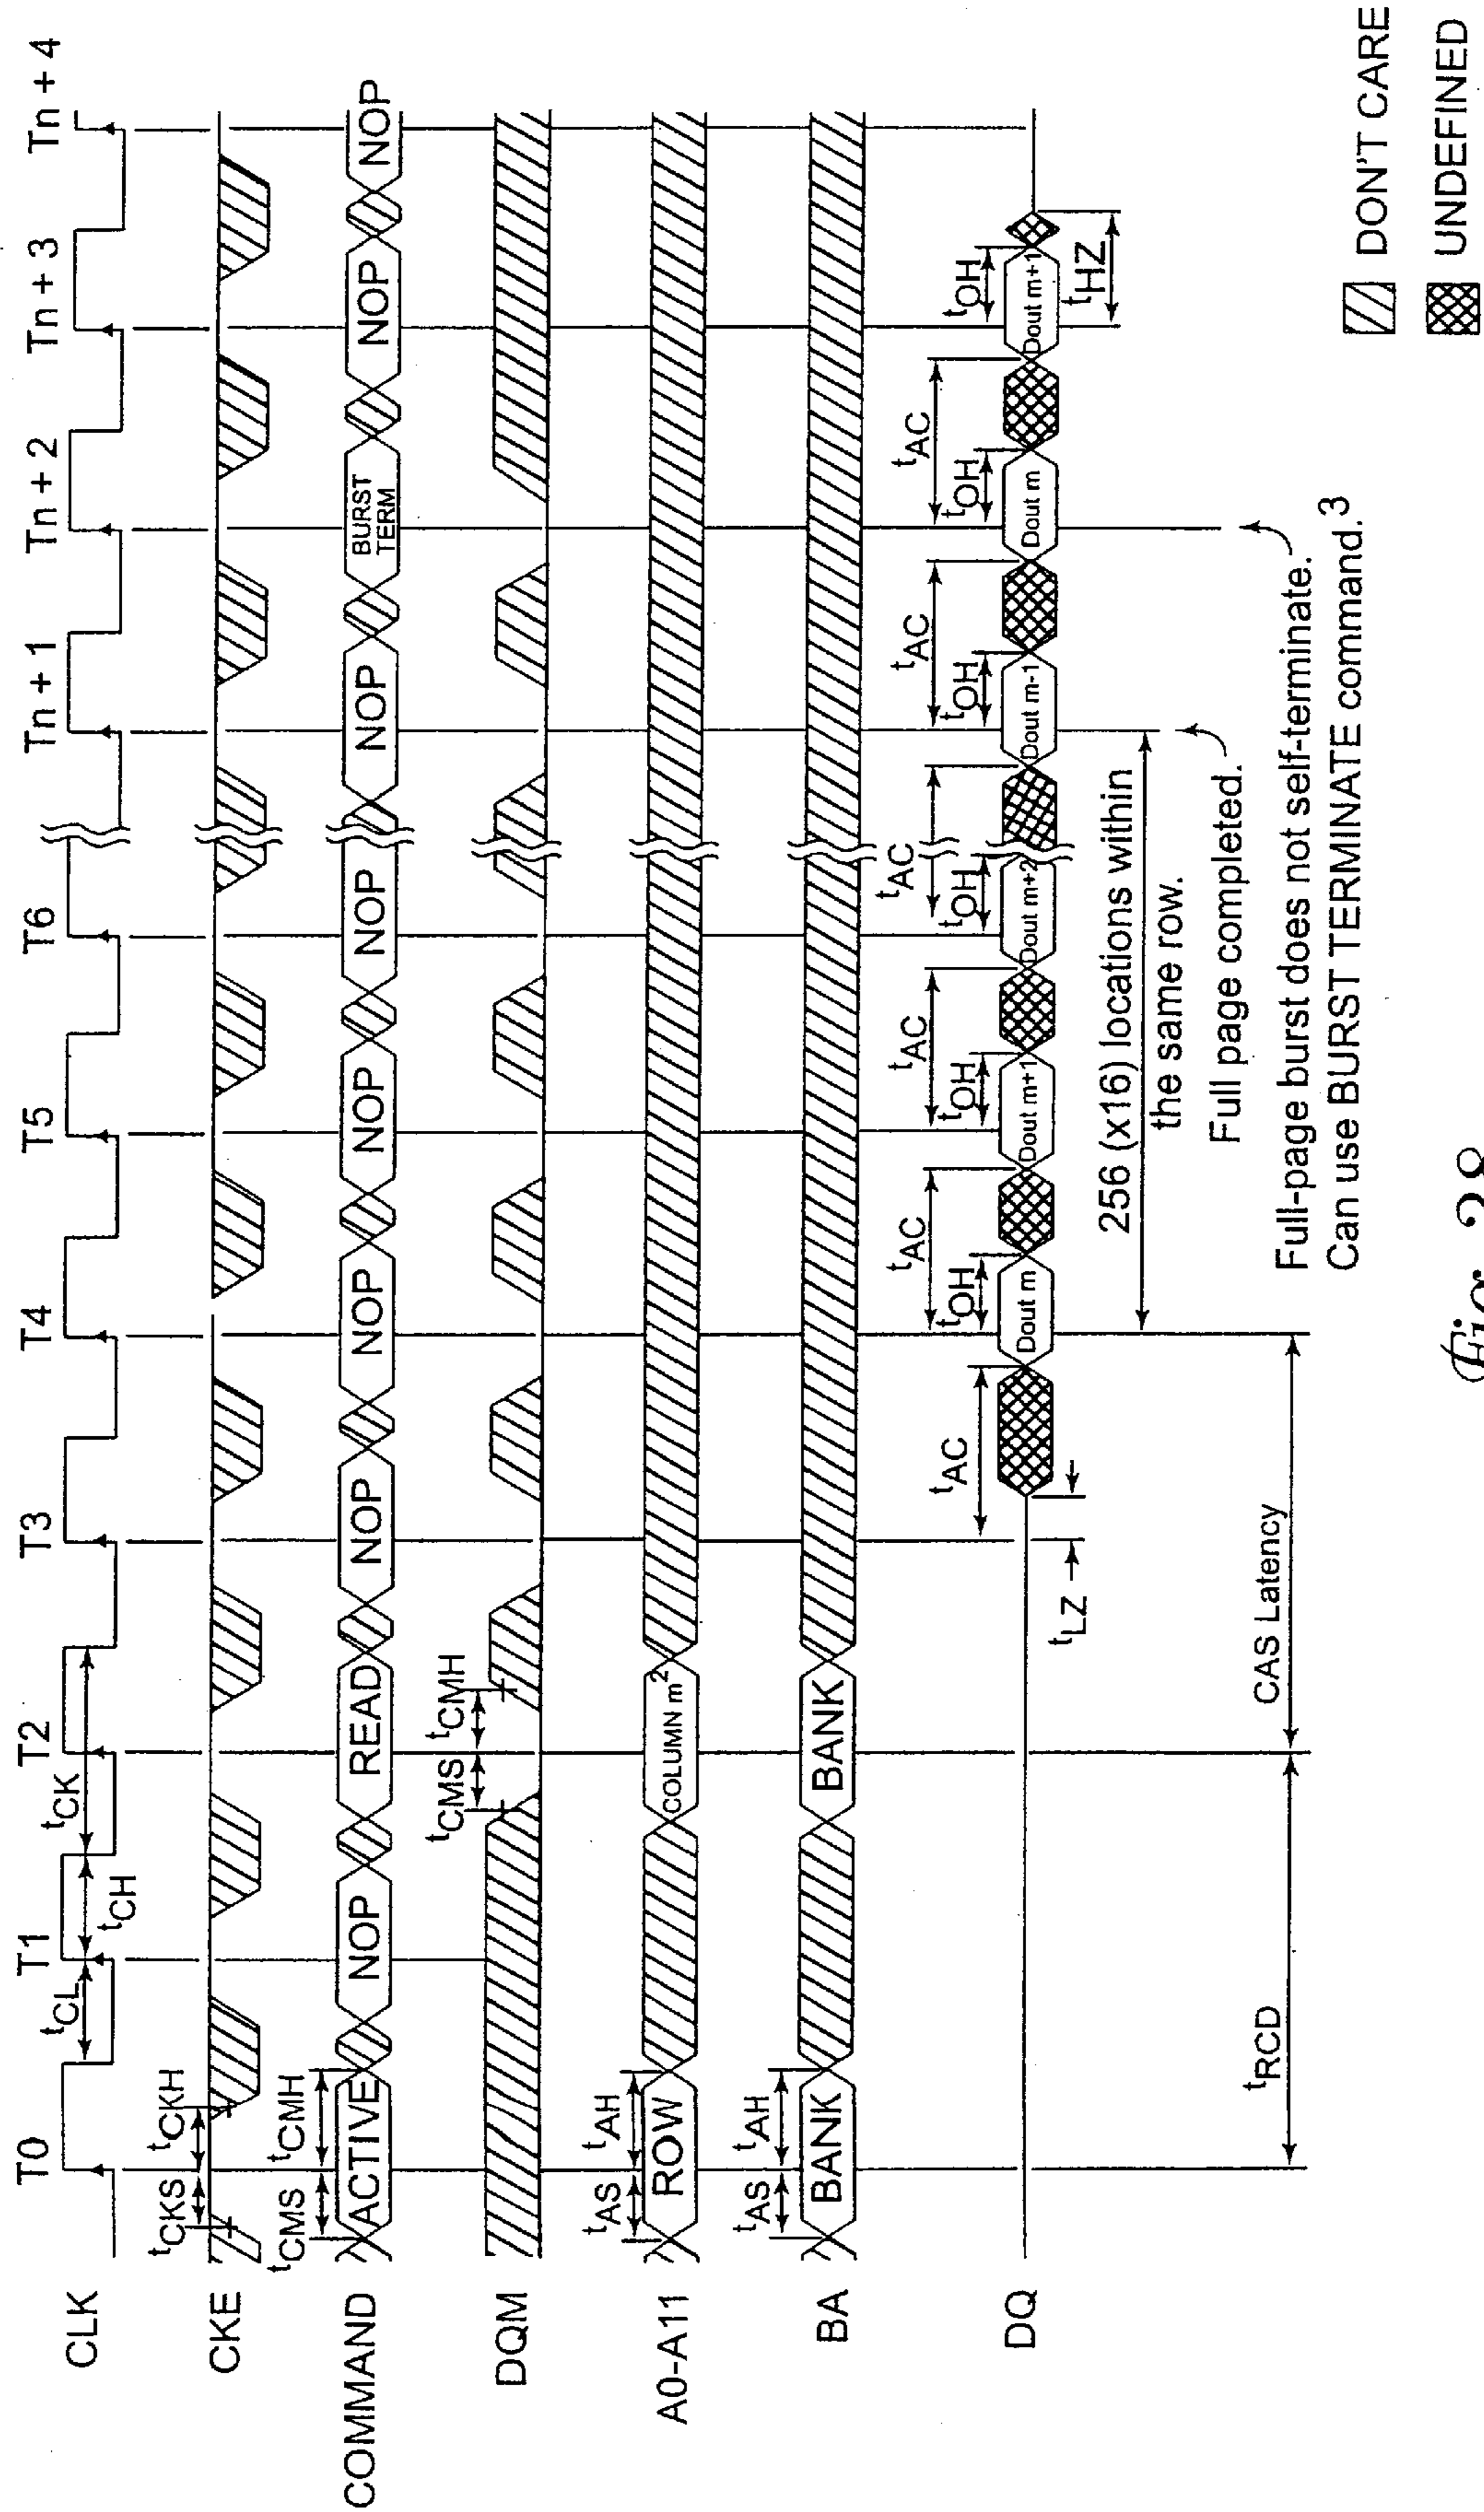 T0 T1 T2 T3 T4 T5 T6 Tn + 1 Tn + 2 Tn + 3 Tn + 4
CLK
tCL tCH tCK
CKE
tCKS tCKH
COMMAND
tCMS tCMH
ACTIVE NOP READ NOP NOP NOP NOP NOP BURST TERM NOP NOP
DQM
tCMS tCMH
A0-A11
tAS tAH
ROW COLUMN m2
BA
tAS tAH
BANK BANK
DQ
tAC tAC tAC tAC tAC tAC
tOH tOH tOH tOH tOH tOH
Dout m Dout m+1 Dout m+2 Dout m-1 Dout m Dout m+1
tLZ
tHZ
256 (x16) locations within
the same row.
Full page completed.
tRCD CAS Latency
Full-page burst does not self-terminate.
Can use BURST TERMINATE command.3
DON'T CARE
UNDEFINED